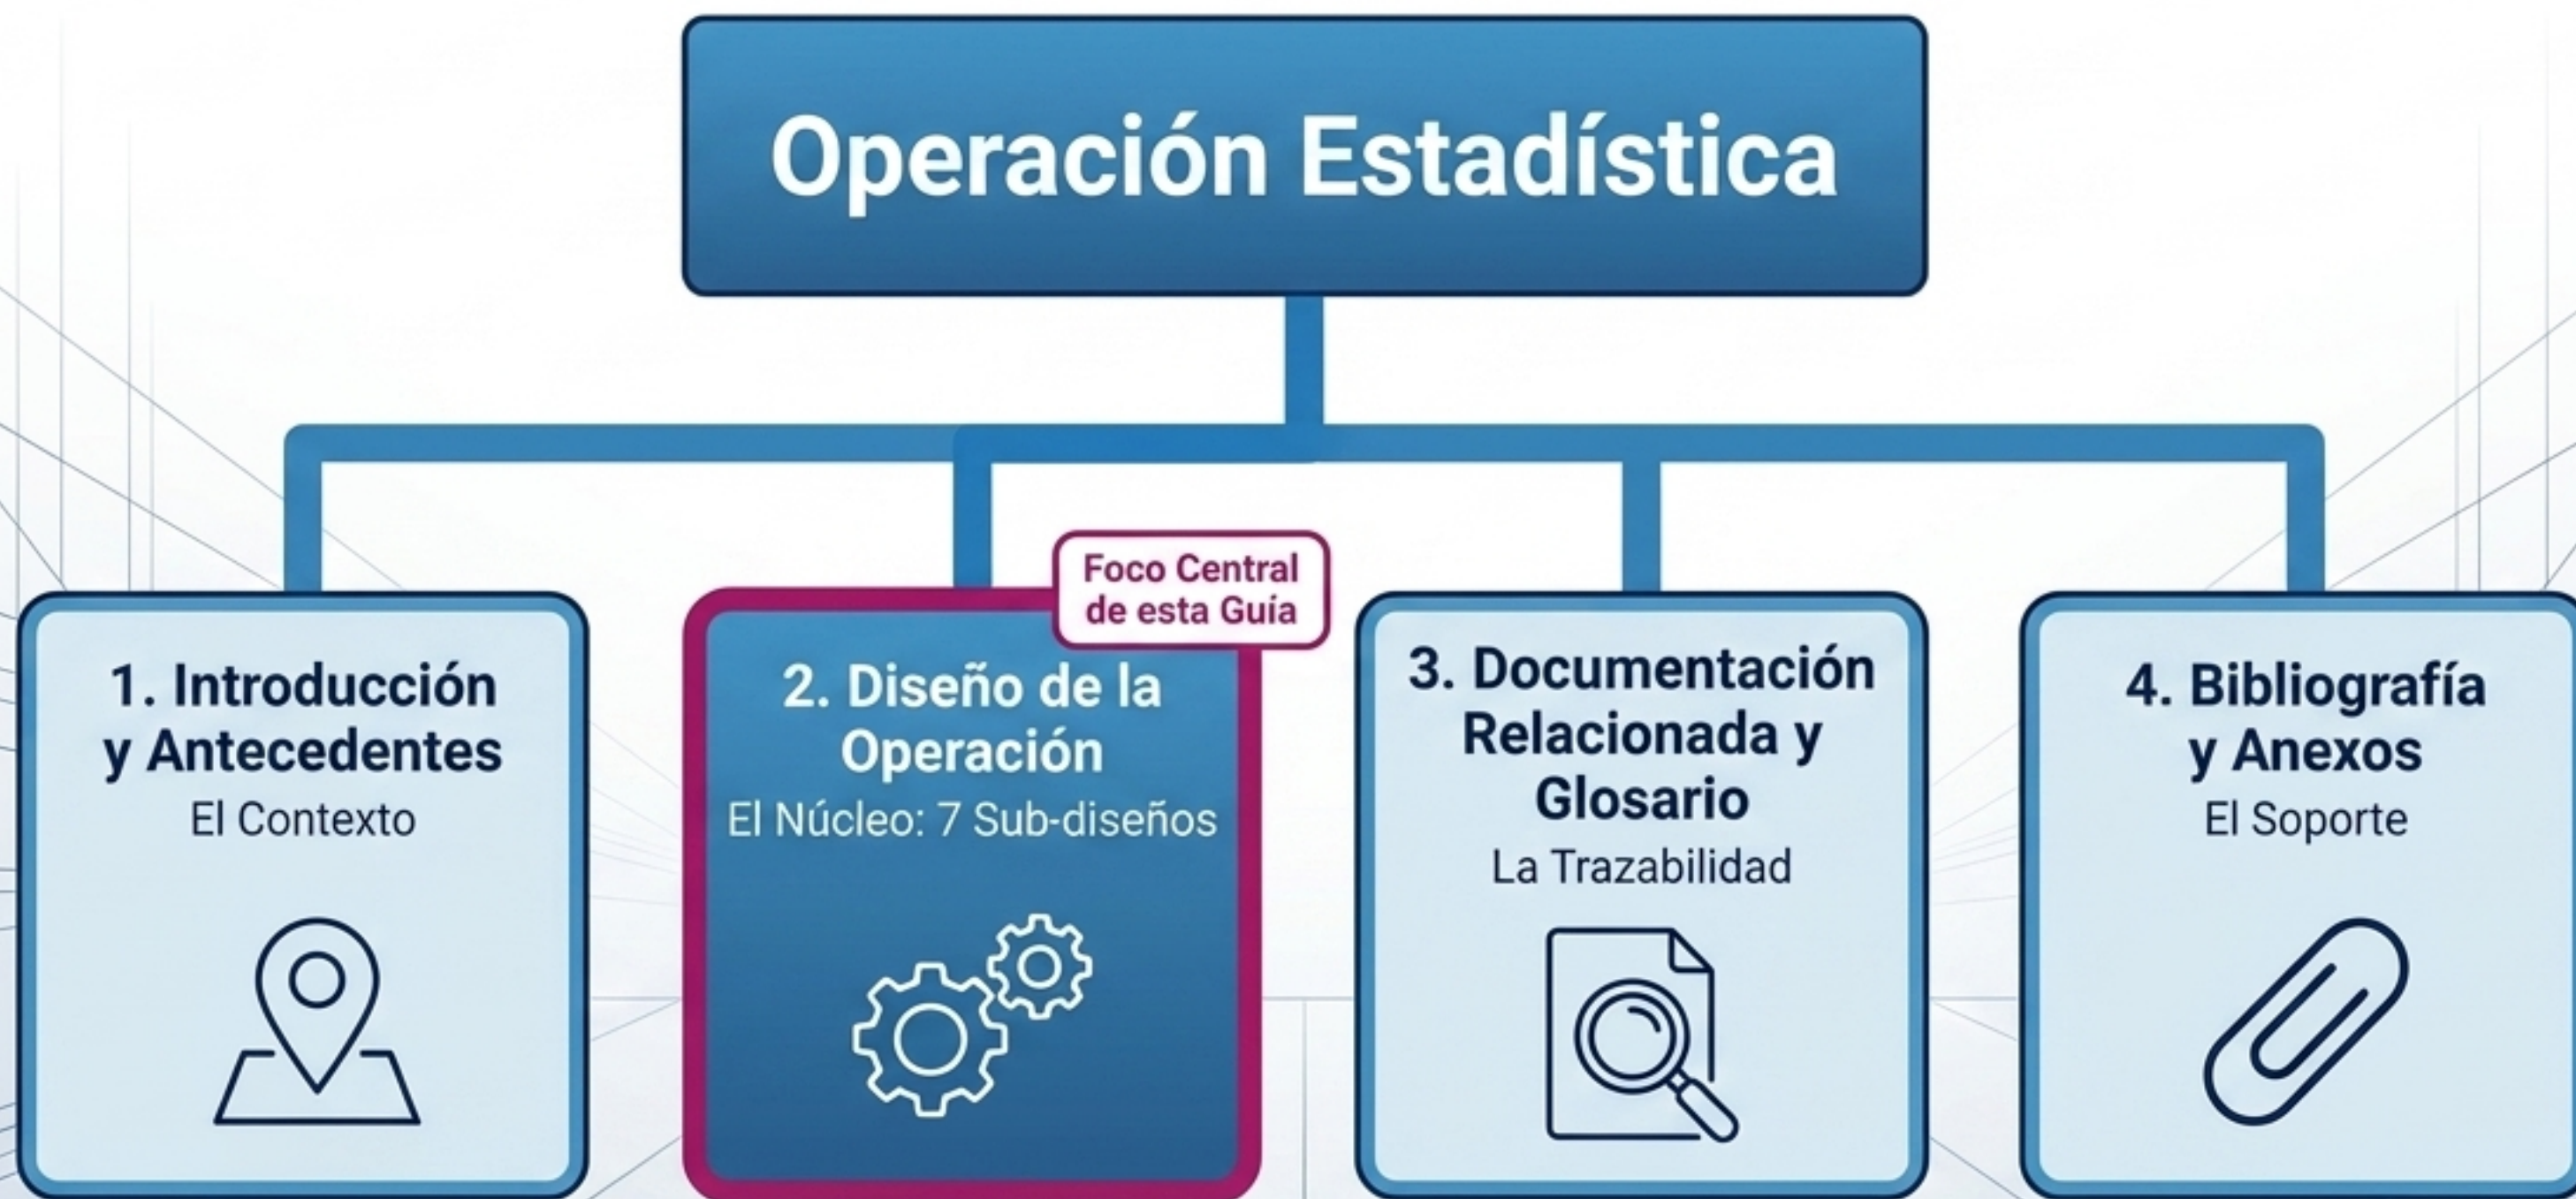 Operación Estadística
Foco Central
de esta Guía
1. Introducción
y Antecedentes
El Contexto
2. Diseño de la
Operación
El Núcleo: 7 Sub-diseños
3. Documentación
Relacionada y
Glosario
La Trazabilidad
4. Bibliografía
y Anexos
El Soporte